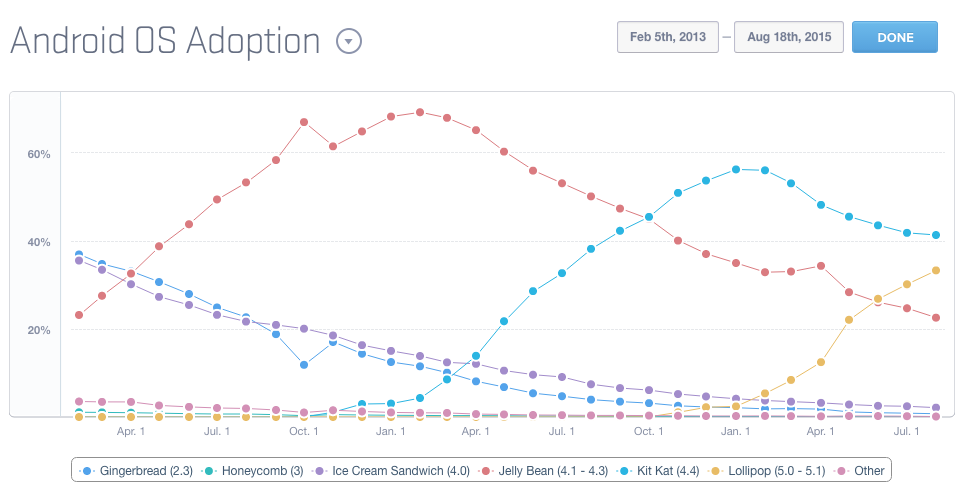 Android OS Adoption
Feb 5th, 2013 – Aug 18th, 2015 DONE
60%
40%
20%
Apr. 1 Jul. 1 Oct. 1 Jan. 1 Apr. 1 Jul. 1 Oct. 1 Jan. 1 Apr. 1 Jul. 1
Gingerbread (2.3) Honeycomb (3) Ice Cream Sandwich (4.0) Jelly Bean (4.1 - 4.3) Kit Kat (4.4) Lollipop (5.0 - 5.1) Other